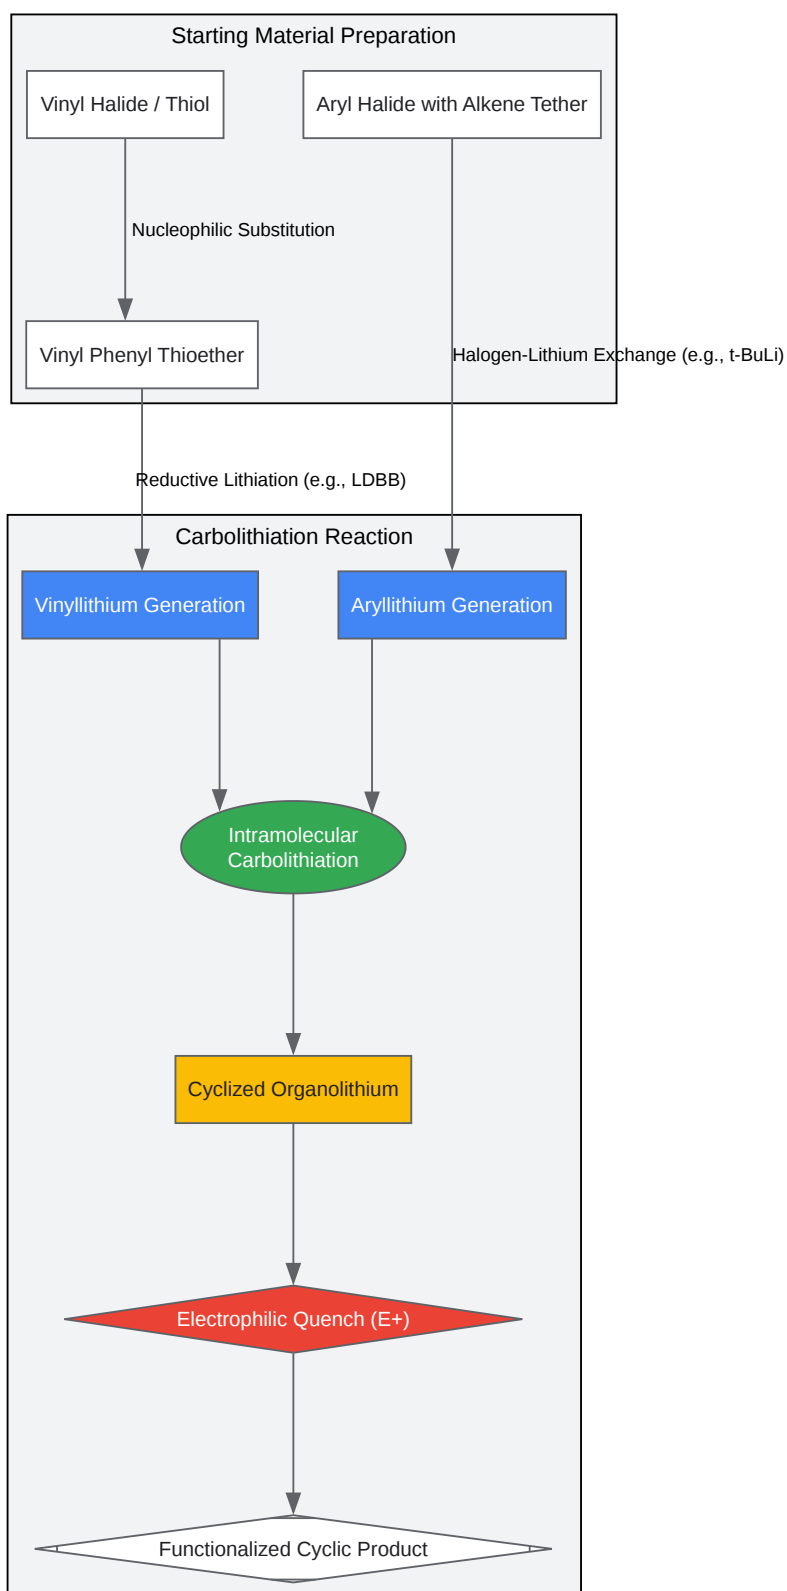 Starting Material Preparation
Vinyl Halide / Thiol
Aryl Halide with Alkene Tether
Nucleophilic Substitution
Vinyl Phenyl Thioether
Halogen-Lithium Exchange (e.g., t-BuLi)
Reductive Lithiation (e.g., LDBB)
Carbolithiation Reaction
Vinyllithium Generation
Aryllithium Generation
Intramolecular
Carbolithiation
Cyclized Organolithium
Electrophilic Quench (E+)
Functionalized Cyclic Product